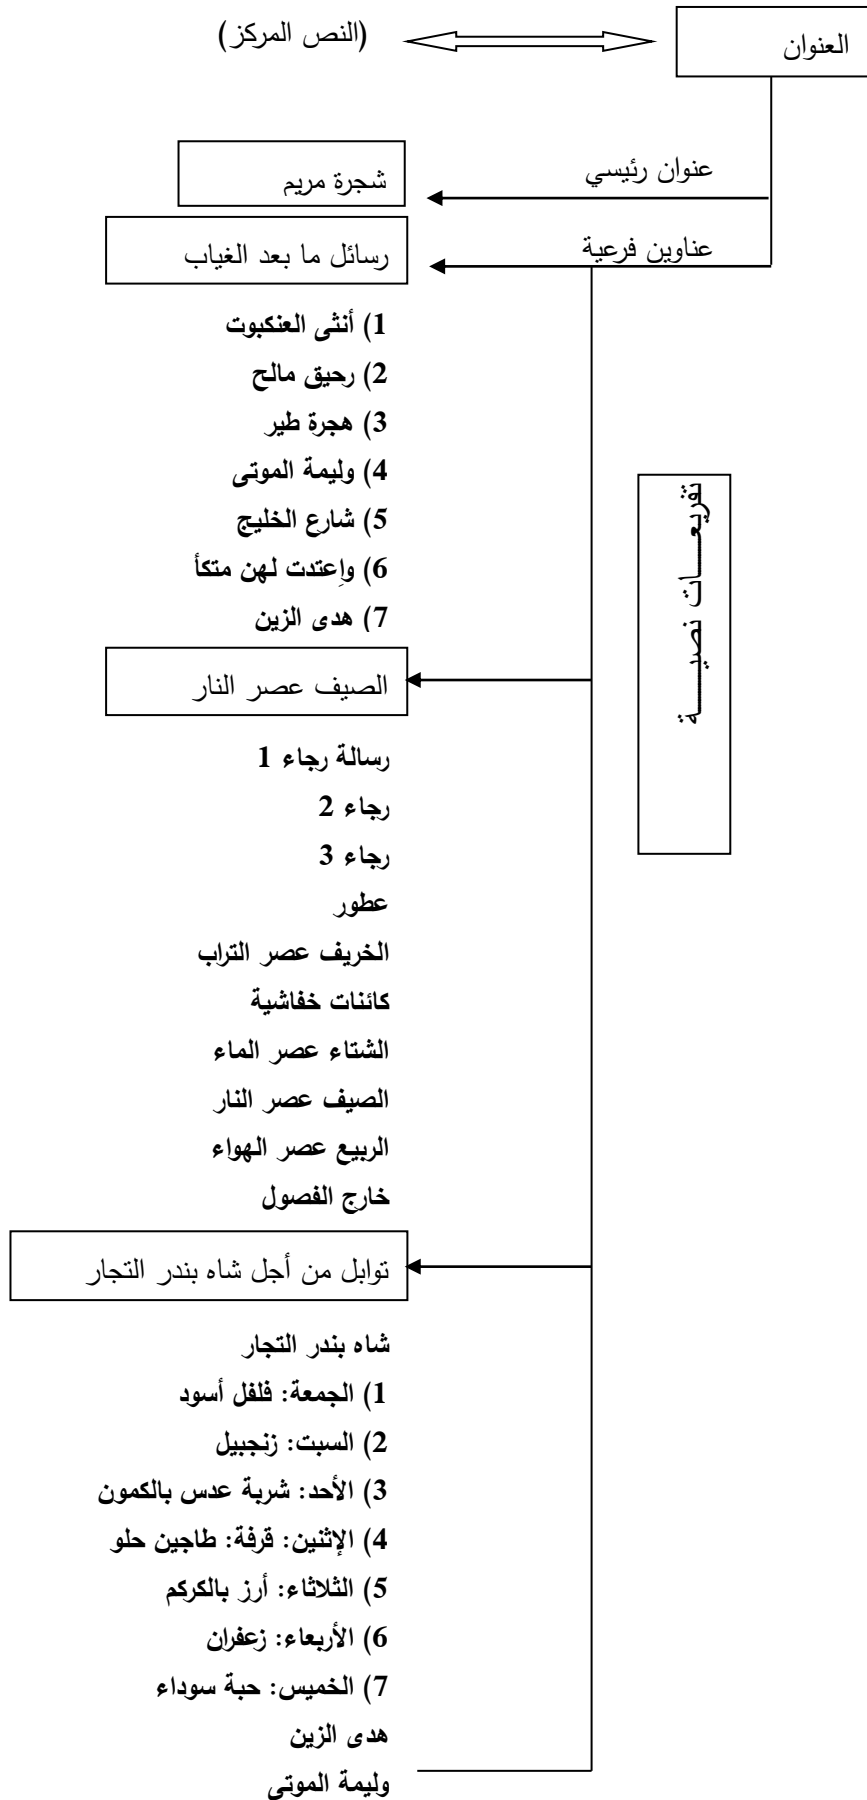 العنوان
(النص المركز)
عنوان رئيسي
شجرة مريم
عناوين فرعية
رسائل ما بعد الغياب
1) أنثى العنكبوت
2) رحيق مالح
3) هجرة طير
4) وليمة الموتى
5) شارع الخليج
6) وإعتدت لهن متكأ
7) هدى الزين
تفريعـــــات نصيـــــة
الصيف عصر النار
رسالة رجاء 1
رجاء 2
رجاء 3
عطور
الخريف عصر التراب
كائنات خفاشية
الشتاء عصر الماء
الصيف عصر النار
الربيع عصر الهواء
خارج الفصول
توابل من أجل شاه بندر التجار
شاه بندر التجار
1) الجمعة: فلفل أسود
2) السبت: زنجبيل
3) الأحد: شربة عدس بالكمون
4) الإثنين: قرفة: طاجين حلو
5) الثلاثاء: أرز بالكركم
6) الأربعاء: زعفران
7) الخميس: حبة سوداء
هدى الزين
وليمة الموتى